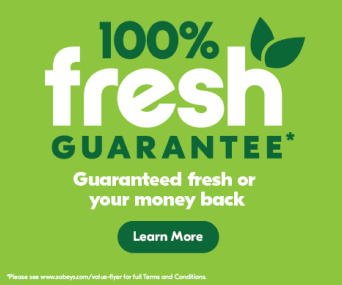 100%
fresh
GUARANTEE*
Guaranteed fresh or
your money back
Learn More
*Please see www.sobeys.com/value-flyer for full Terms and Conditions.